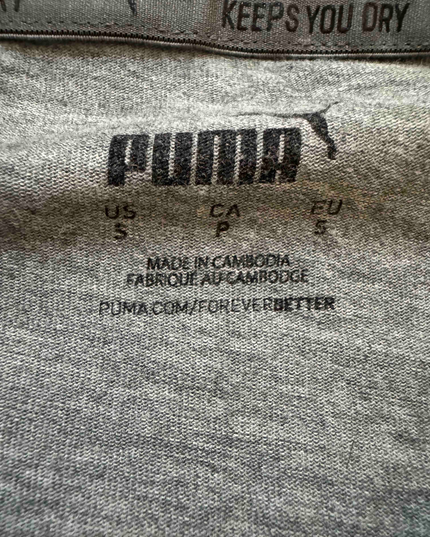 KEEPS YOU DRY
PUMA
US CA EU
S P S
MADE IN CAMBODIA
FABRIQUÉ AU CAMBODGE
PUMA.COM/FOREVERBETTER